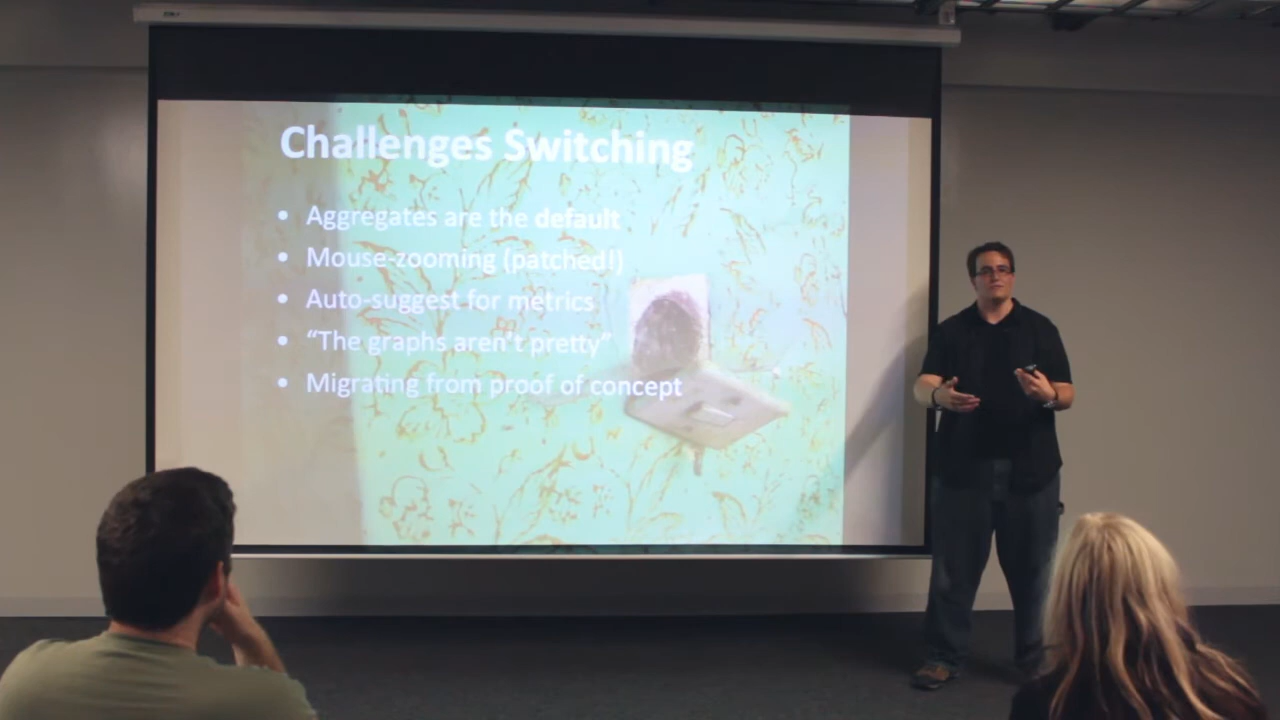 Challenges Switching
• Aggregates are the default
• Mouse-zooming (patched!)
• Auto-suggest for metrics
• “The graphs aren't pretty”
• Migrating from proof of concept